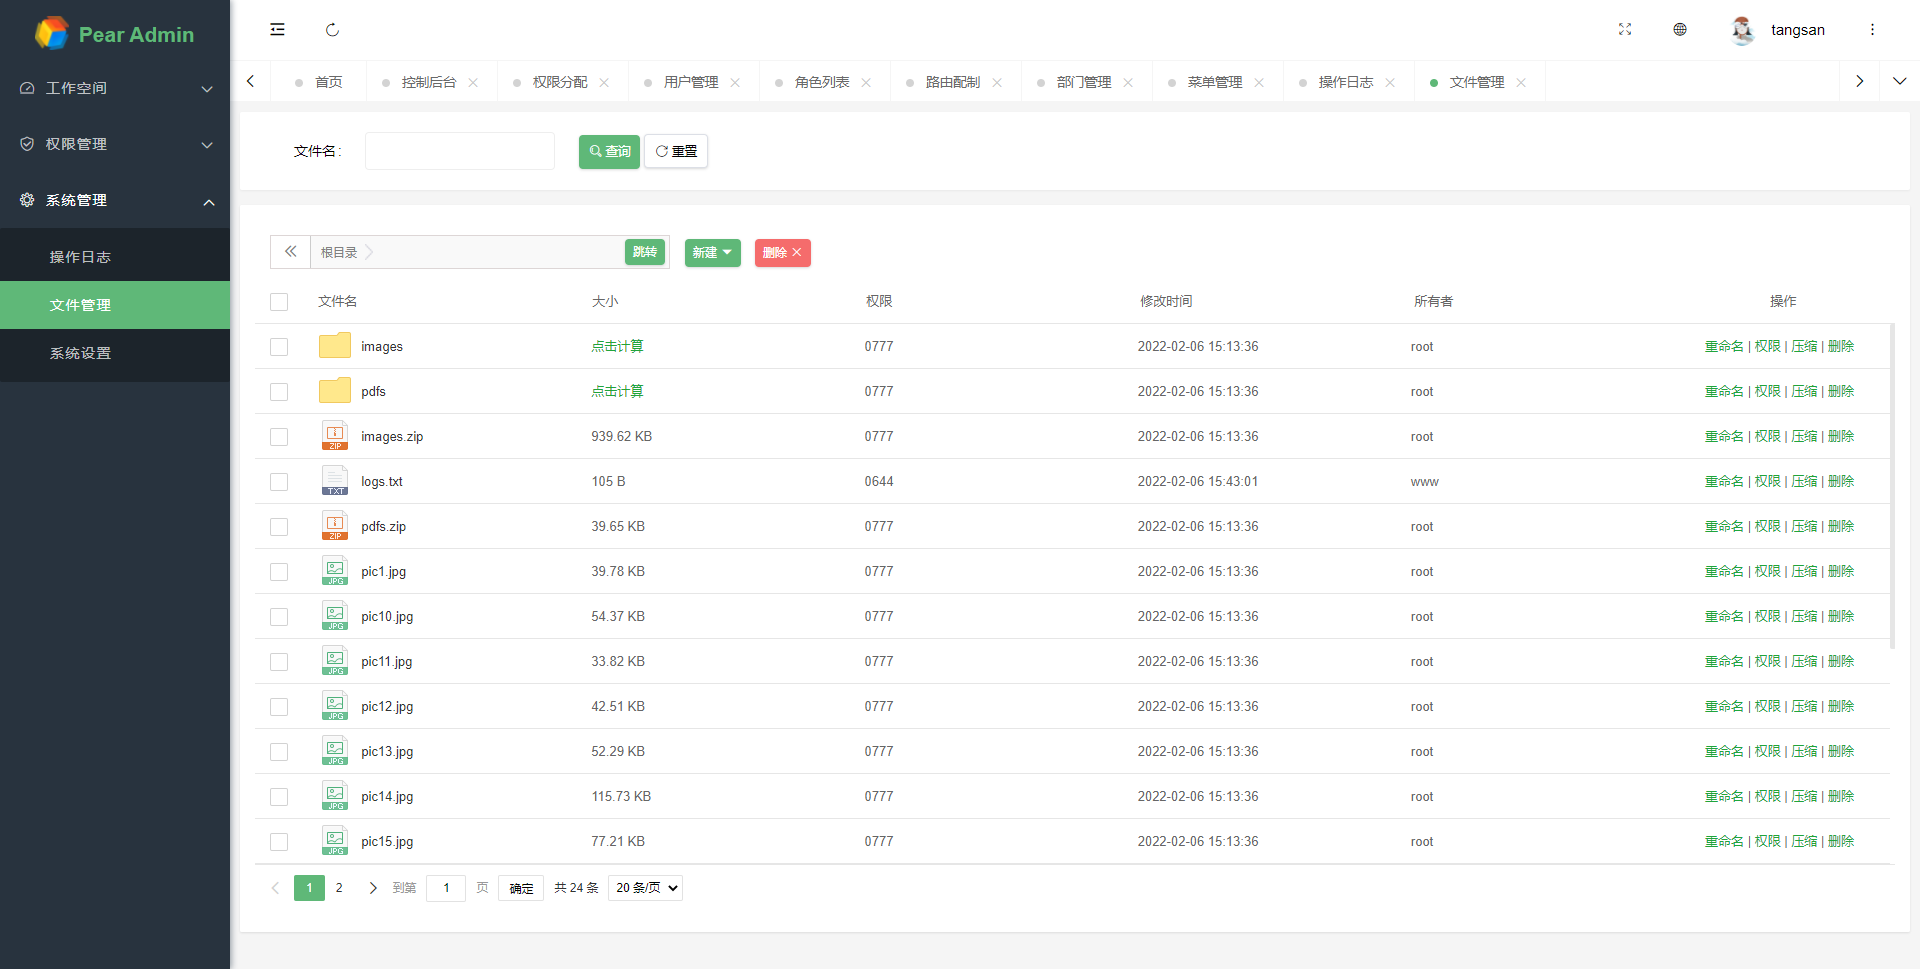 Pear Admin
tangsan
工作空间
权限管理
系统管理
操作日志
文件管理
系统设置
首页 控制后台 权限分配 用户管理 角色列表 路由配制 部门管理 菜单管理 操作日志 文件管理
文件名: 查询 重置
根目录 跳转 新建 删除
文件名 大小 权限 修改时间 所有者 操作
images 点击计算 0777 2022-02-06 15:13:36 root 重命名 | 权限 | 压缩 | 删除
pdfs 点击计算 0777 2022-02-06 15:13:36 root 重命名 | 权限 | 压缩 | 删除
ZIP images.zip 939.62 KB 0777 2022-02-06 15:13:36 root 重命名 | 权限 | 压缩 | 删除
TXT logs.txt 105 B 0644 2022-02-06 15:43:01 www 重命名 | 权限 | 压缩 | 删除
ZIP pdfs.zip 39.65 KB 0777 2022-02-06 15:13:36 root 重命名 | 权限 | 压缩 | 删除
JPG pic1.jpg 39.78 KB 0777 2022-02-06 15:13:36 root 重命名 | 权限 | 压缩 | 删除
JPG pic10.jpg 54.37 KB 0777 2022-02-06 15:13:36 root 重命名 | 权限 | 压缩 | 删除
JPG pic11.jpg 33.82 KB 0777 2022-02-06 15:13:36 root 重命名 | 权限 | 压缩 | 删除
JPG pic12.jpg 42.51 KB 0777 2022-02-06 15:13:36 root 重命名 | 权限 | 压缩 | 删除
JPG pic13.jpg 52.29 KB 0777 2022-02-06 15:13:36 root 重命名 | 权限 | 压缩 | 删除
JPG pic14.jpg 115.73 KB 0777 2022-02-06 15:13:36 root 重命名 | 权限 | 压缩 | 删除
JPG pic15.jpg 77.21 KB 0777 2022-02-06 15:13:36 root 重命名 | 权限 | 压缩 | 删除
1 2 到第 1 页 确定 共 24 条 20 条/页